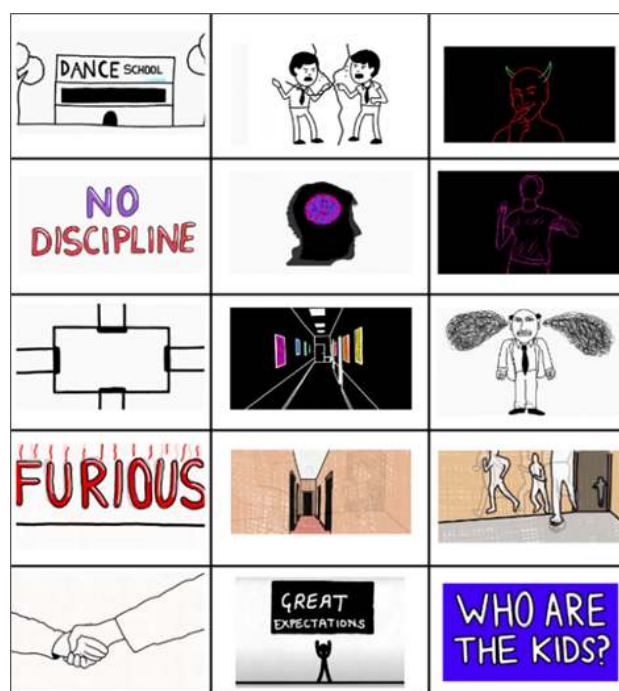 DANCE SCHOOL
NO
DISCIPLINE
FURIOUS
GREAT
EXPECTATIONS
WHO ARE
THE KIDS?